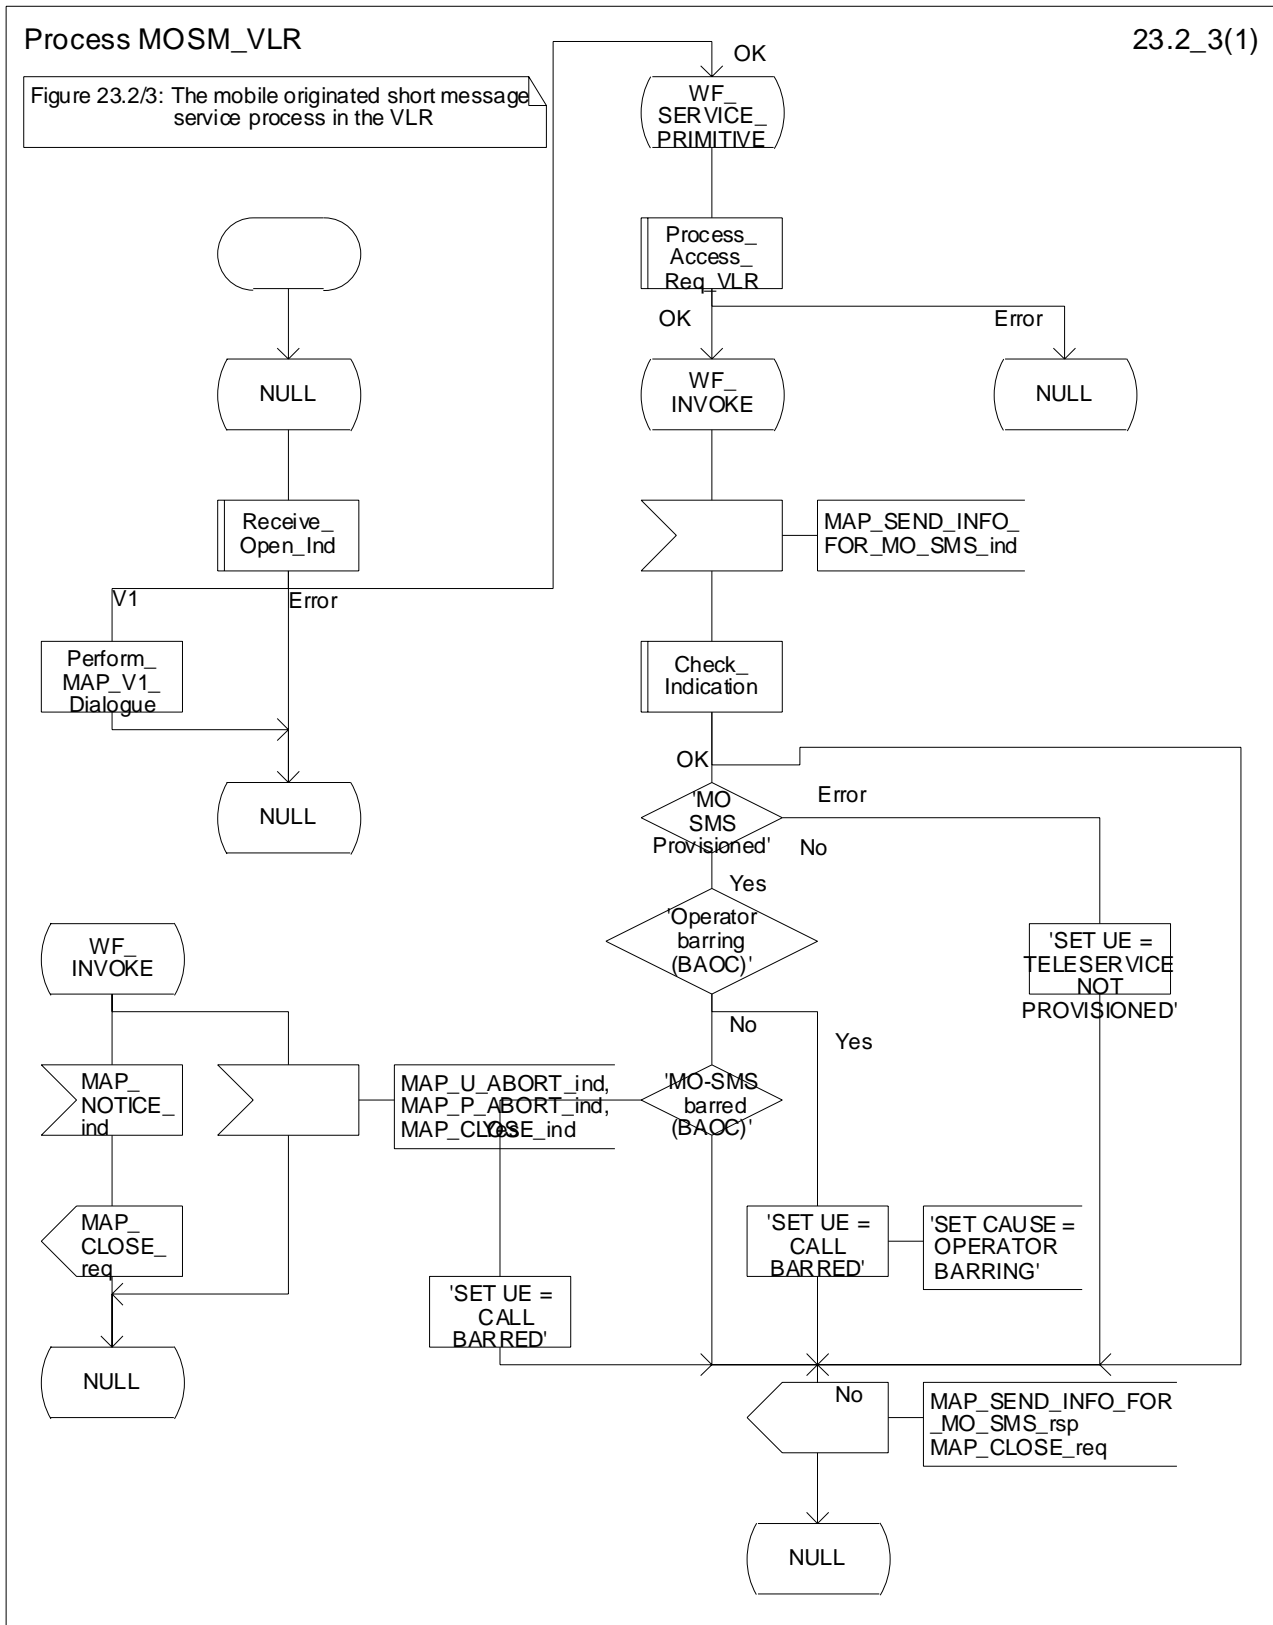 Process MOSM_VLR
23.2_3(1)
Figure 23.2/3: The mobile originated short message
service process in the VLR
OK
WF_
SERVICE_
PRIMITIVE
Process_
Access_
Req_VLR
OK
Error
NULL
WF_
INVOKE
NULL
Receive_
Open_Ind
MAP_SEND_INFO_
FOR_MO_SMS_ind
V1
Error
Perform_
MAP_V1_
Dialogue
Check_
Indication
OK
NULL
'MO
SMS
Provisioned'
Error
No
Yes
WF_
INVOKE
'Operator
barring
(BAOC)'
'SET UE =
TELESERVICE
NOT
PROVISIONED'
No
Yes
MAP_
NOTICE_
ind
MAP_U_ABORT_ind,
MAP_P_ABORT_ind,
MAP_CLOSE_ind
Yes
'MO-SMS
barred
(BAOC)'
MAP_
CLOSE_
req
'SET UE =
CALL
BARRED'
'SET CAUSE =
OPERATOR
BARRING'
'SET UE =
CALL
BARRED'
NULL
No
MAP_SEND_INFO_FOR
_MO_SMS_rsp
MAP_CLOSE_req
NULL